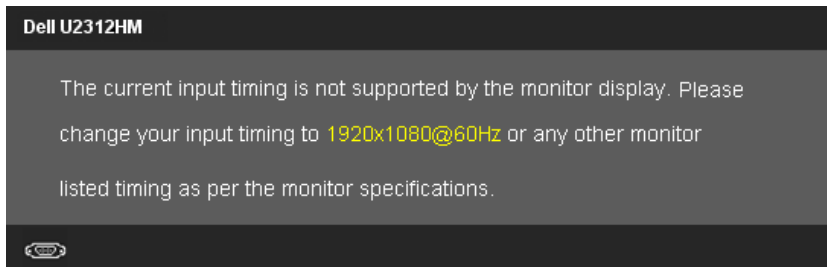 Dell U2312HM
The current input timing is not supported by the monitor display. Please
change your input timing to 1920x1080@60Hz or any other monitor
listed timing as per the monitor specifications.